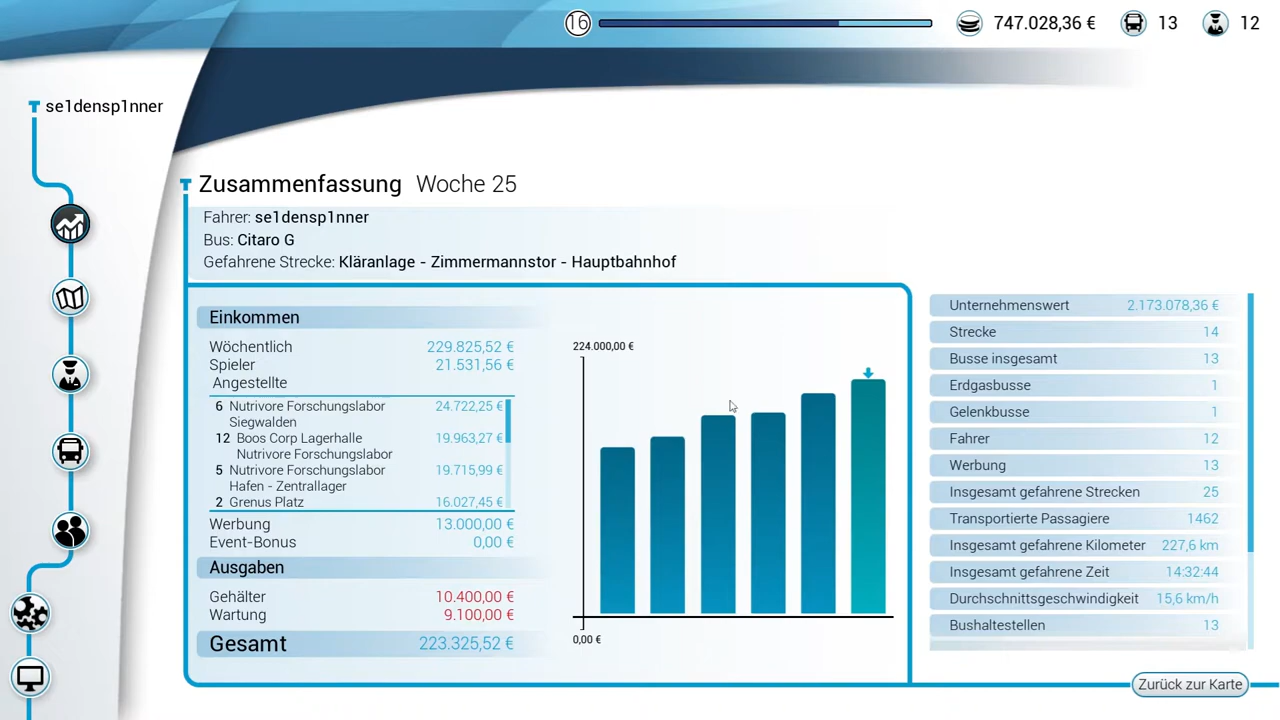 16
747.028,36 €
13
12
se1densp1nner
Zusammenfassung Woche 25
Fahrer: se1densp1nner
Bus: Citaro G
Gefahrene Strecke: Kläranlage - Zimmermannstor - Hauptbahnhof
Einkommen
Wöchentlich 229.825,52 €
Spieler 21.531,56 €
Angestellte
6 Nutrivore Forschungslabor 24.722,25 €
Siegwalden
12 Boos Corp Lagerhalle 19.963,27 €
Nutrivore Forschungslabor
5 Nutrivore Forschungslabor 19.715,99 €
Hafen - Zentrallager
2 Grenus Platz 16.027,45 €
Werbung 13.000,00 €
Event-Bonus 0,00 €
Ausgaben
Gehälter 10.400,00 €
Wartung 9.100,00 €
Gesamt 223.325,52 €
224.000,00 €
0,00 €
Unternehmenswert 2.173.078,36 €
Strecke 14
Busse insgesamt 13
Erdgasbusse 1
Gelenkbusse 1
Fahrer 12
Werbung 13
Insgesamt gefahrene Strecken 25
Transportierte Passagiere 1462
Insgesamt gefahrene Kilometer 227,6 km
Insgesamt gefahrene Zeit 14:32:44
Durchschnittsgeschwindigkeit 15,6 km/h
Bushaltestellen 13
Zurück zur Karte